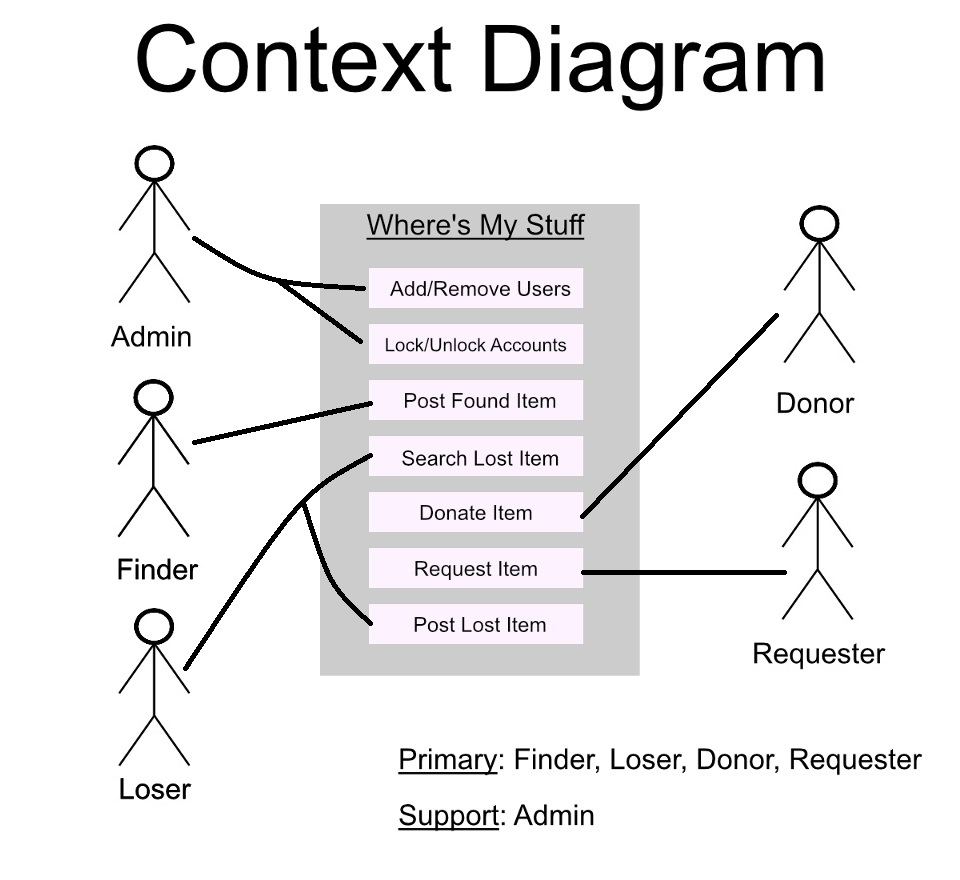 Context Diagram
Where's My Stuff
Add/Remove Users
Lock/Unlock Accounts
Post Found Item
Search Lost Item
Donate Item
Request Item
Post Lost Item
Admin
Finder
Loser
Donor
Requester
Primary: Finder, Loser, Donor, Requester
Support: Admin